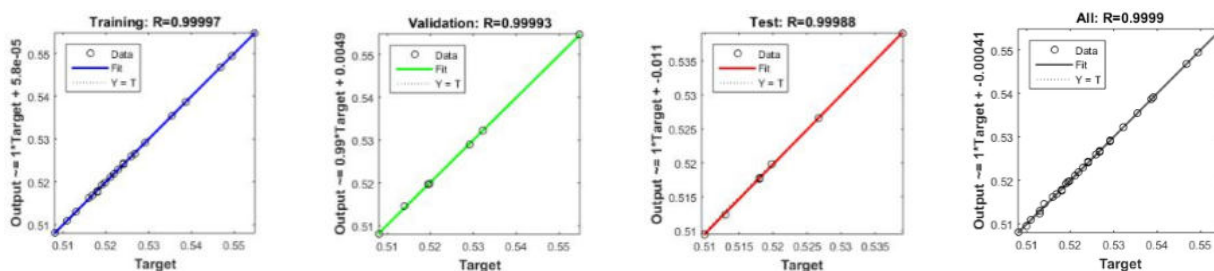 Training: R=0.99997
Output ~= 1*Target + 5.8e-05
0.55
0.54
0.53
0.52
0.51
Data
Fit
Y = T
0.51 0.52 0.53 0.54 0.55
Target
Validation: R=0.99993
Output ~= 0.99*Target + 0.0049
0.55
0.54
0.53
0.52
0.51
Data
Fit
Y = T
0.51 0.52 0.53 0.54 0.55
Target
Test: R=0.99988
Output ~= 1*Target + -0.011
0.535
0.53
0.525
0.52
0.515
0.51
Data
Fit
Y = T
0.51 0.515 0.52 0.525 0.53 0.535
Target
All: R=0.9999
Output ~= 1*Target + -0.00041
0.55
0.54
0.53
0.52
0.51
Data
Fit
Y = T
0.51 0.52 0.53 0.54 0.55
Target